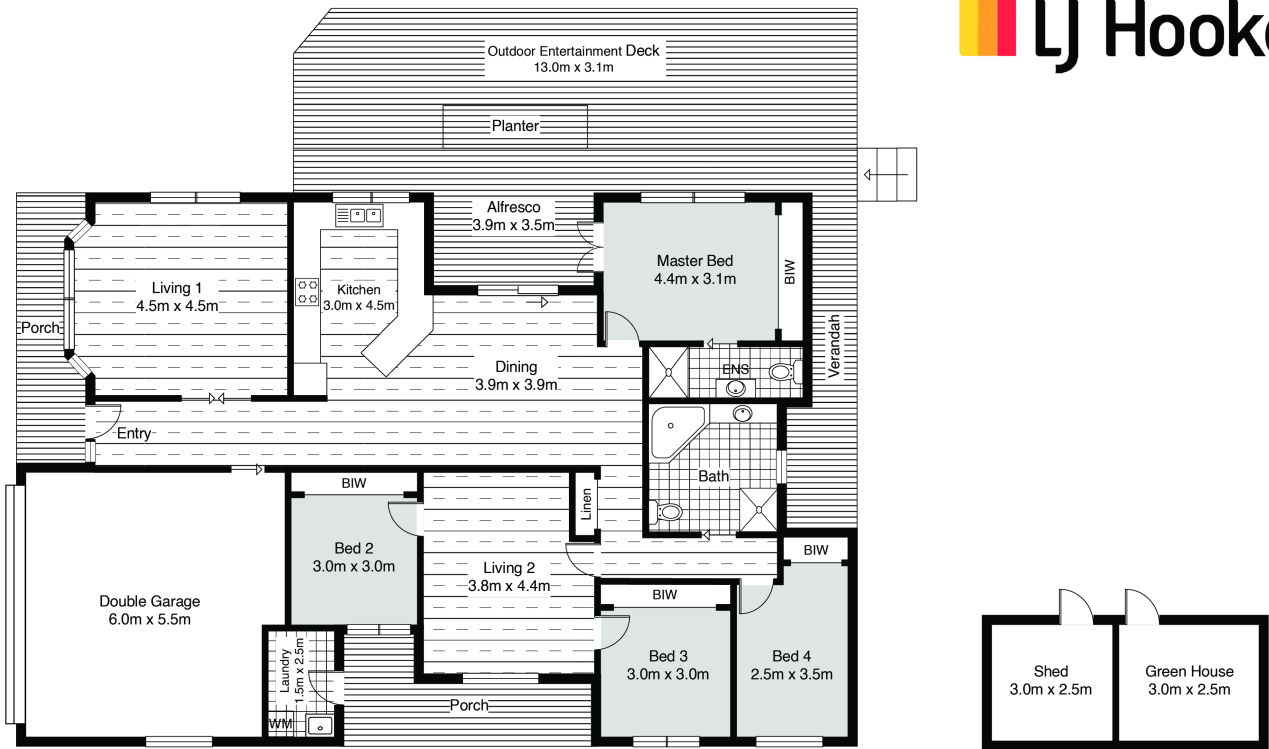 LJ Hooke
Outdoor Entertainment Deck
13.0m x 3.1m
Planter
Alfresco
3.9m x 3.5m
Master Bed
4.4m x 3.1m
BIW
Living 1
4.5m x 4.5m
Kitchen
3.0m x 4.5m
Porch
Verandah
Dining
3.9m x 3.9m
ENS
Entry
Bath
BIW
Linen
Bed 2
3.0m x 3.0m
Living 2
3.8m x 4.4m
BIW
BIW
Double Garage
6.0m x 5.5m
Laundry
1.5m x 2.5m
WM
Porch
Bed 3
3.0m x 3.0m
Bed 4
2.5m x 3.5m
Shed
3.0m x 2.5m
Green House
3.0m x 2.5m